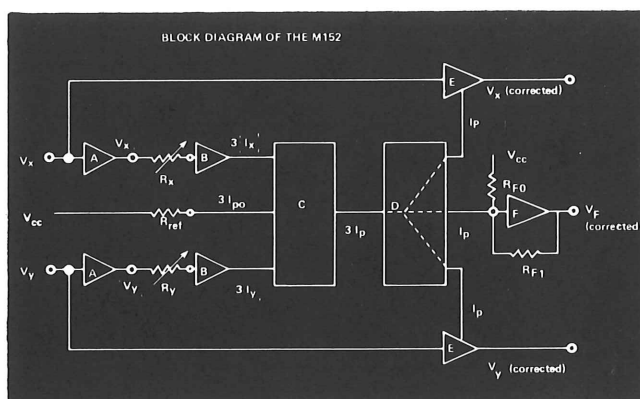 BLOCK DIAGRAM OF THE M152
E
Vx (corrected)
Ip
Vx
A
Vx
Rx
B
3 Ix
Vcc
RF0
Vcc
Rref
3 Ipo
C
3 Ip
D
Ip
F
VF
(corrected)
RF1
Vy
A
Vy
Ry
B
3 Iy
Ip
E
Vy (corrected)